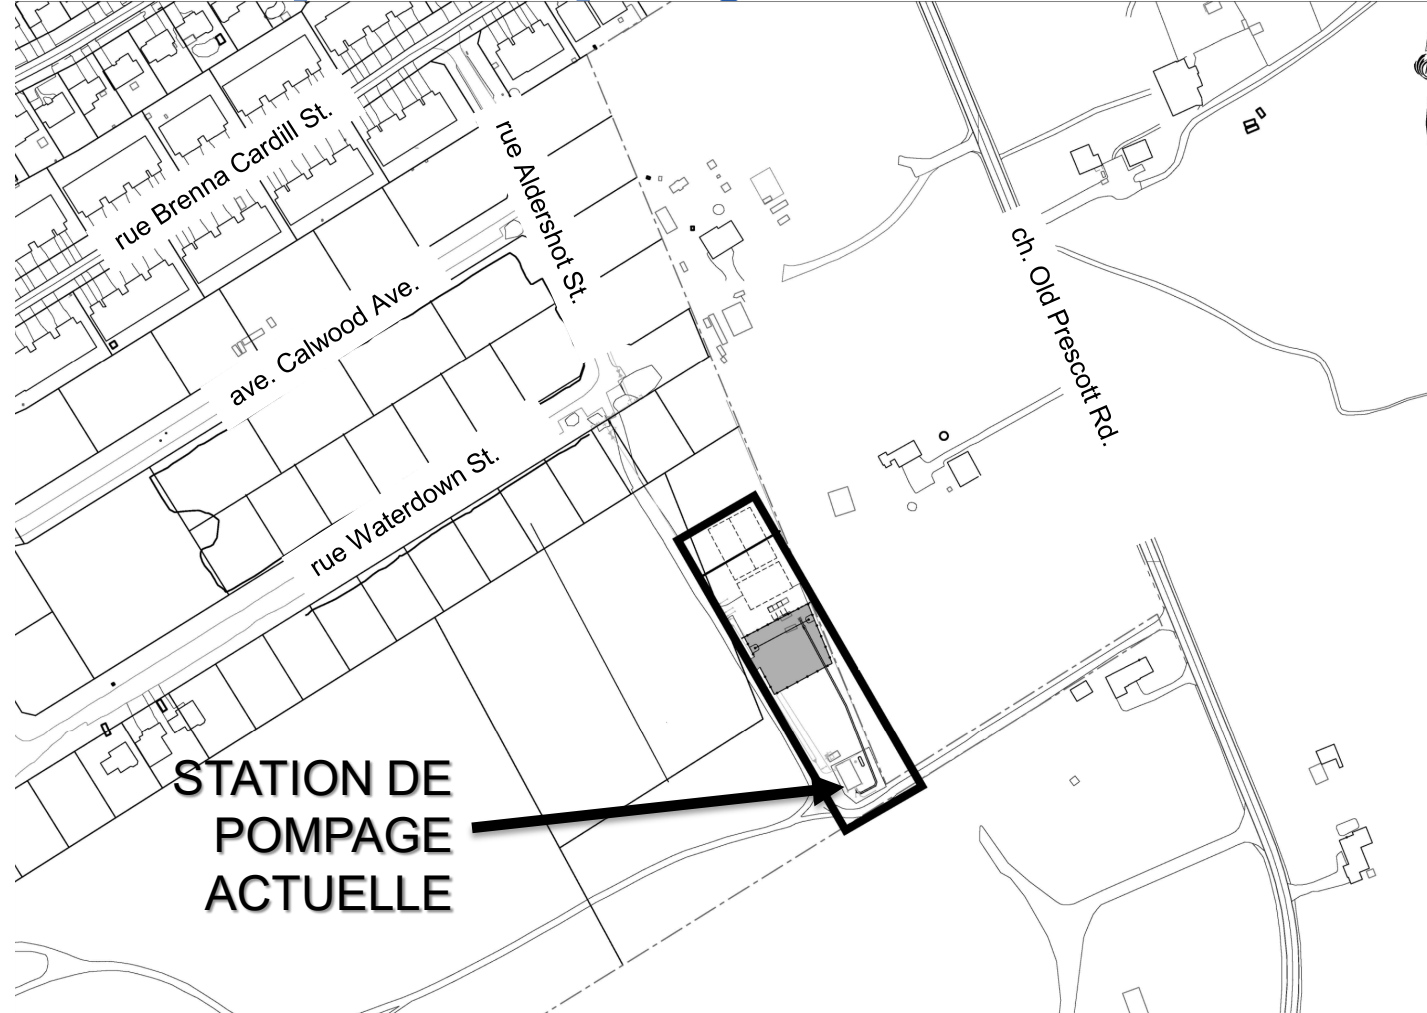 rue Brenna Cardill St.
rue Aldershot St.
ave. Calwood Ave.
ch. Old Prescott Rd.
rue Waterdown St.
STATION DE
POMPAGE
ACTUELLE